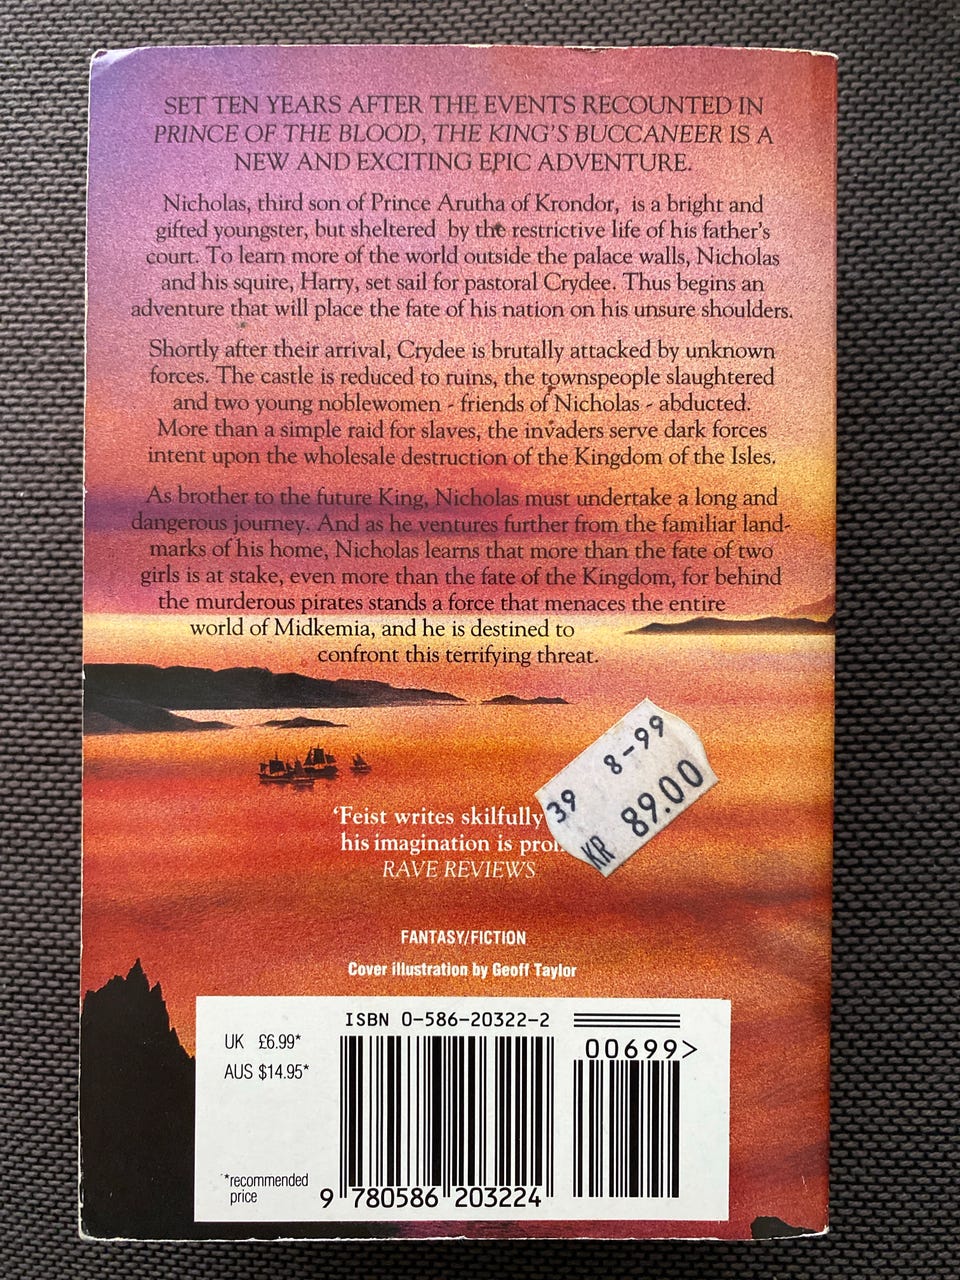 SET TEN YEARS AFTER THE EVENTS RECOUNTED IN
PRINCE OF THE BLOOD, THE KING'S BUCCANEER IS A
NEW AND EXCITING EPIC ADVENTURE.
Nicholas, third son of Prince Arutha of Krondor, is a bright and
gifted youngster, but sheltered by the restrictive life of his father's
court. To learn more of the world outside the palace walls, Nicholas
and his squire, Harry, set sail for pastoral Crydee. Thus begins an
adventure that will place the fate of his nation on his unsure shoulders.
Shortly after their arrival, Crydee is brutally attacked by unknown
forces. The castle is reduced to ruins, the townspeople slaughtered
and two young noblewomen - friends of Nicholas - abducted.
More than a simple raid for slaves, the invaders serve dark forces
intent upon the wholesale destruction of the Kingdom of the Isles.
As brother to the future King, Nicholas must undertake a long and
dangerous journey. And as he ventures further from the familiar land-
marks of his home, Nicholas learns that more than the fate of two
girls is at stake, even more than the fate of the Kingdom, for behind
the murderous pirates stands a force that menaces the entire
world of Midkemia, and he is destined to
confront this terrifying threat.
39 8-99
KR 89.00
'Feist writes skilfully
his imagination is
RAVE REVIEWS
FANTASY/FICTION
Cover illustration by Geoff Taylor
ISBN 0-586-20322-2
00699>
UK £6.99*
AUS $14.95*
*recommended
price
9 780586 203224